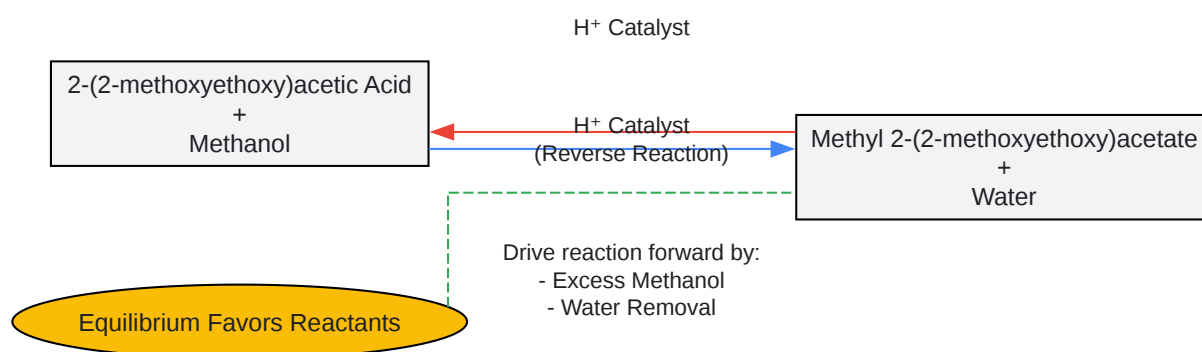 H⁺ Catalyst
2-(2-methoxyethoxy)acetic Acid
+
Methanol
H⁺ Catalyst
(Reverse Reaction)
Methyl 2-(2-methoxyethoxy)acetate
+
Water
Drive reaction forward by:
- Excess Methanol
- Water Removal
Equilibrium Favors Reactants